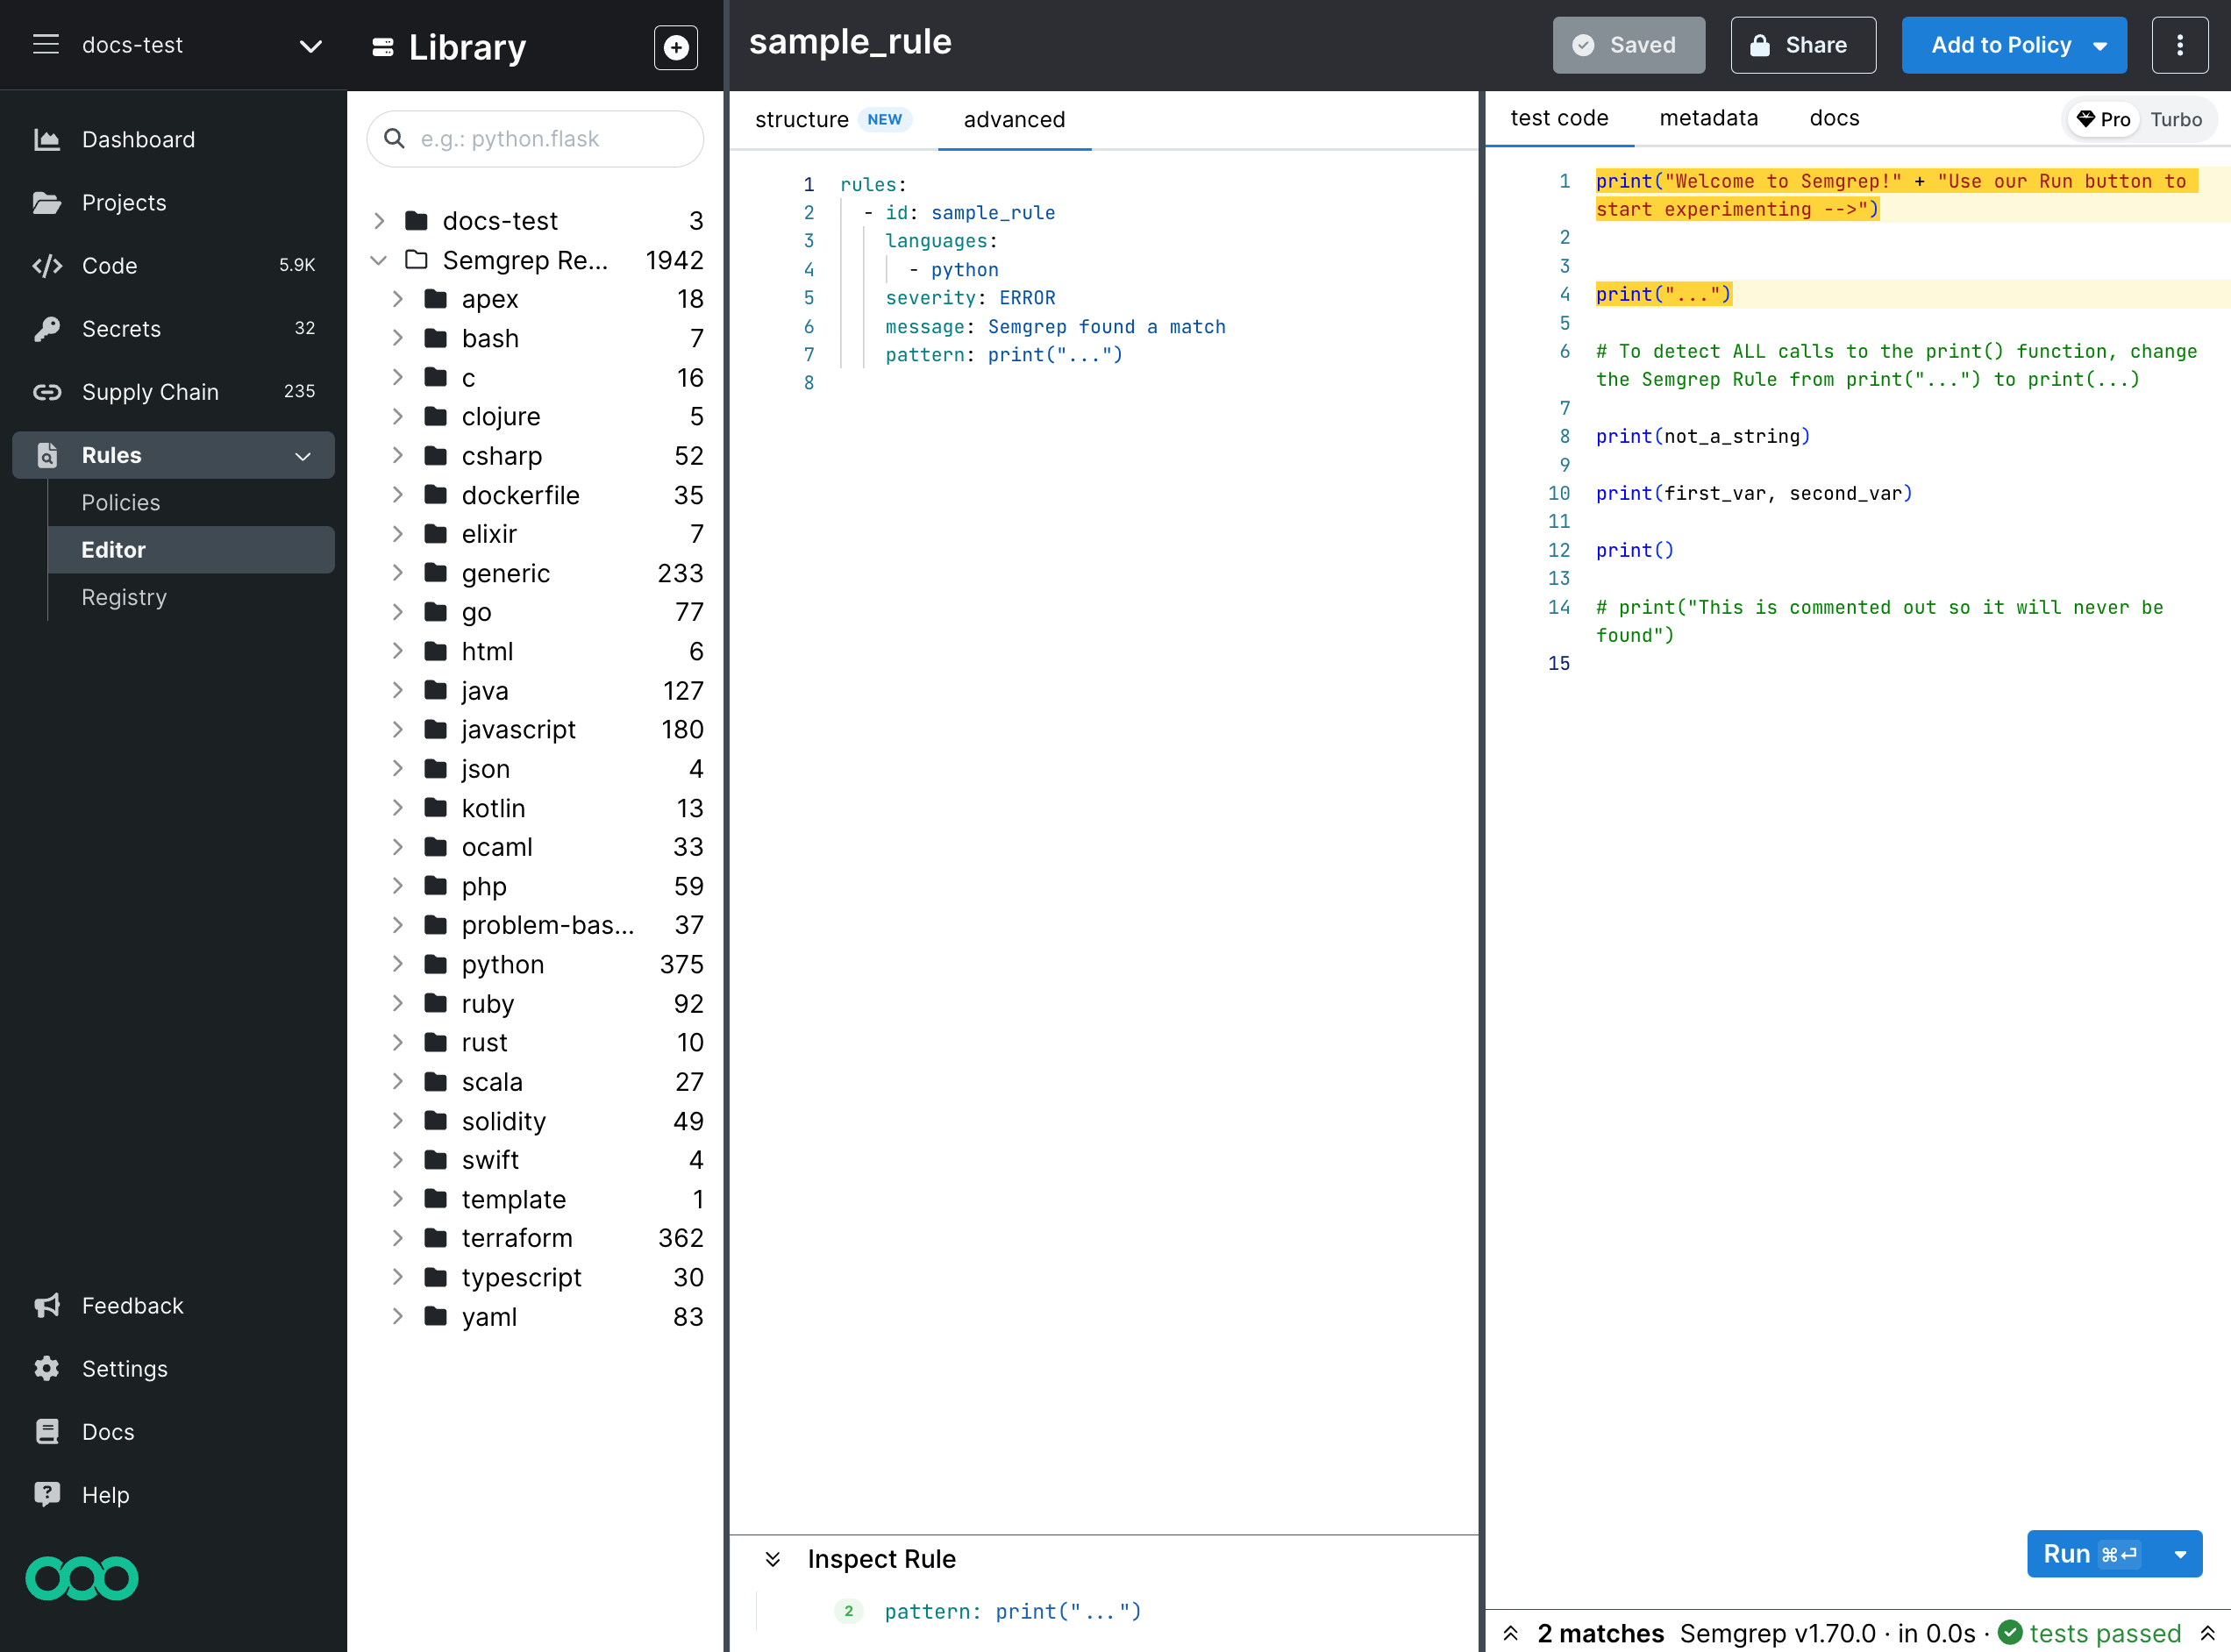 docs-test
Dashboard
Projects
Code 5.9K
Secrets 32
Supply Chain 235
Rules
Policies
Editor
Registry
Feedback
Settings
Docs
Help
Library
e.g.: python.flask
docs-test 3
Semgrep Re... 1942
apex 18
bash 7
c 16
clojure 5
csharp 52
dockerfile 35
elixir 7
generic 233
go 77
html 6
java 127
javascript 180
json 4
kotlin 13
ocaml 33
php 59
problem-bas... 37
python 375
ruby 92
rust 10
scala 27
solidity 49
swift 4
template 1
terraform 362
typescript 30
yaml 83
sample_rule
Saved
Share
Add to Policy
structure NEW
advanced
1 rules:
2 - id: sample_rule
3 languages:
4 - python
5 severity: ERROR
6 message: Semgrep found a match
7 pattern: print("...")
8
Inspect Rule
2 pattern: print("...")
test code
metadata
docs
Pro
Turbo
1 print("Welcome to Semgrep!" + "Use our Run button to
start experimenting -->")
2
3
4 print("...")
5
6 # To detect ALL calls to the print() function, change
the Semgrep Rule from print("...") to print(...)
7
8 print(not_a_string)
9
10 print(first_var, second_var)
11
12 print()
13
14 # print("This is commented out so it will never be
found")
15
Run ⌘⏎
2 matches Semgrep v1.70.0 · in 0.0s · tests passed